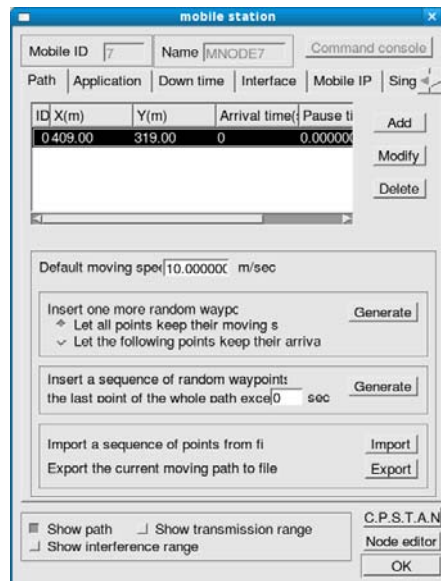 mobile station
Mobile ID 7 Name MNODE7 Command console
Path Application Down time Interface Mobile IP Sing
ID X(m) Y(m) Arrival time(s Pause ti
0 409.00 319.00 0 0.000000
Add
Modify
Delete
Default moving spee 10.000000 m/sec
Insert one more random waypc
Let all points keep their moving s
Let the following points keep their arriva
Generate
Insert a sequence of random waypoints
the last point of the whole path excee 0 sec
Generate
Import a sequence of points from fi Import
Export the current moving path to file Export
Show path Show transmission range
Show interference range
C.P.S.T.A.N
Node editor
OK